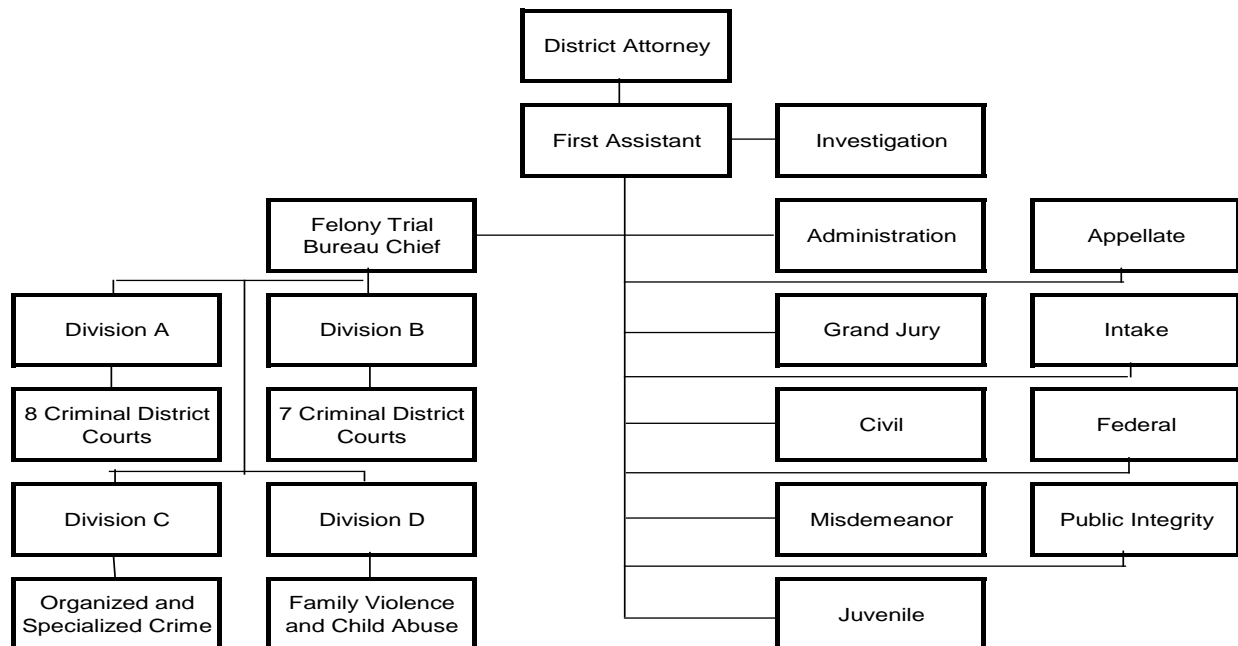 District Attorney
First Assistant
Investigation
Felony Trial
Bureau Chief
Administration
Appellate
Division A
Division B
Grand Jury
Intake
8 Criminal District
Courts
7 Criminal District
Courts
Civil
Federal
Division C
Division D
Misdemeanor
Public Integrity
Organized and
Specialized Crime
Family Violence
and Child Abuse
Juvenile